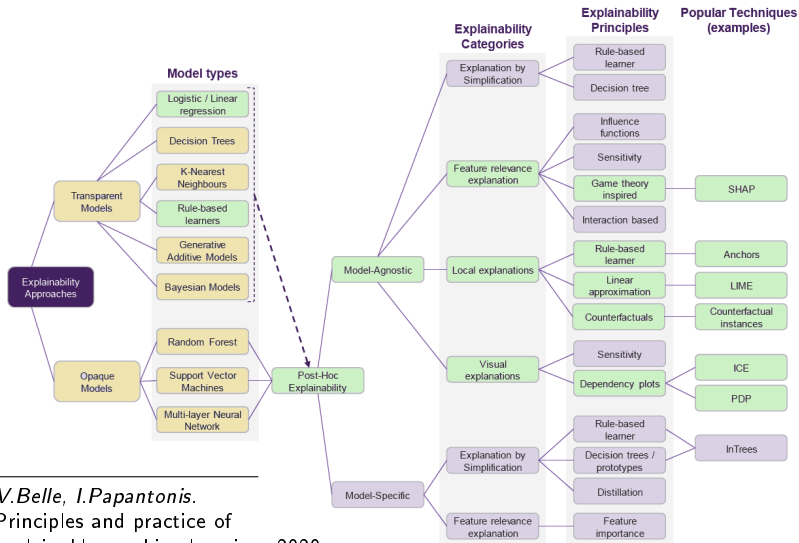 Explainability
Categories
Explainability
Principles
Popular Techniques
(examples)
Model types
Explainability
Approaches
Transparent
Models
Opaque
Models
Logistic / Linear
regression
Decision Trees
K-Nearest
Neighbours
Rule-based
learners
Generative
Additive Models
Bayesian Models
Random Forest
Support Vector
Machines
Multi-layer Neural
Network
Post-Hoc
Explainability
Model-Agnostic
Model-Specific
Explanation by
Simplification
Feature relevance
explanation
Local explanations
Visual
explanations
Explanation by
Simplification
Feature relevance
explanation
Rule-based
learner
Decision tree
Influence
functions
Sensitivity
Game theory
inspired
Interaction based
Rule-based
learner
Linear
approximation
Counterfactuals
Sensitivity
Dependency plots
Rule-based
learner
Decision trees /
prototypes
Distillation
Feature
importance
SHAP
Anchors
LIME
Counterfactual
instances
ICE
PDP
InTrees
V.Belle, I.Papantonis.
Principles and practice of